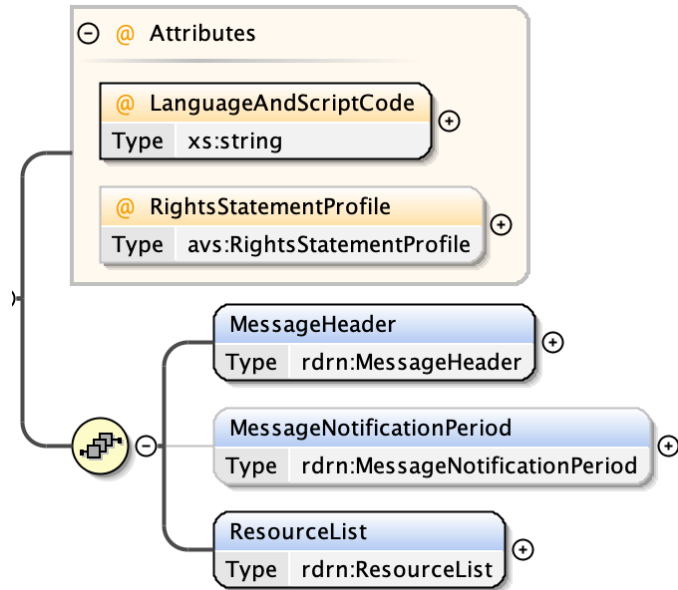 @ Attributes
@ LanguageAndScriptCode
Type xs:string
@ RightsStatementProfile
Type avs:RightsStatementProfile
MessageHeader
Type rdrn:MessageHeader
MessageNotificationPeriod
Type rdrn:MessageNotificationPeriod
ResourceList
Type rdrn:ResourceList